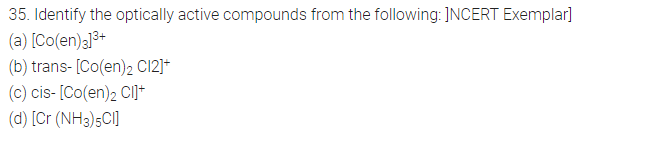 35. Identify the optically active compounds from the following: ]NCERT Exemplar]
(a) [Co(en)₃]³⁺
(b) trans- [Co(en)₂ Cl2]⁺
(c) cis- [Co(en)₂ Cl]⁺
(d) [Cr (NH₃)₅Cl]